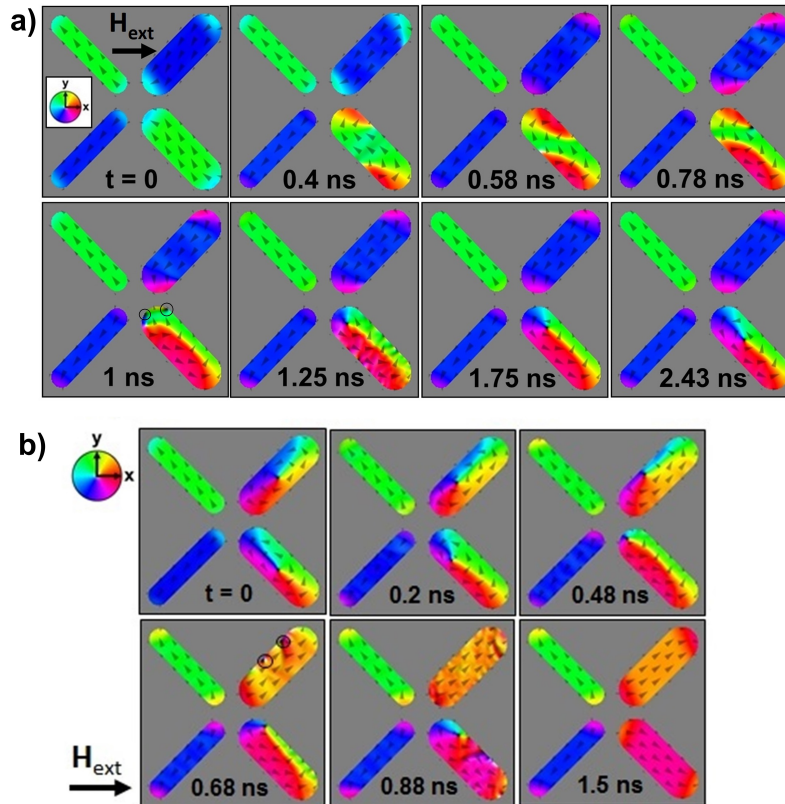 a)
H_ext
y
x
t = 0
0.4 ns
0.58 ns
0.78 ns
1 ns
1.25 ns
1.75 ns
2.43 ns
b)
y
x
t = 0
0.2 ns
0.48 ns
H_ext
0.68 ns
0.88 ns
1.5 ns